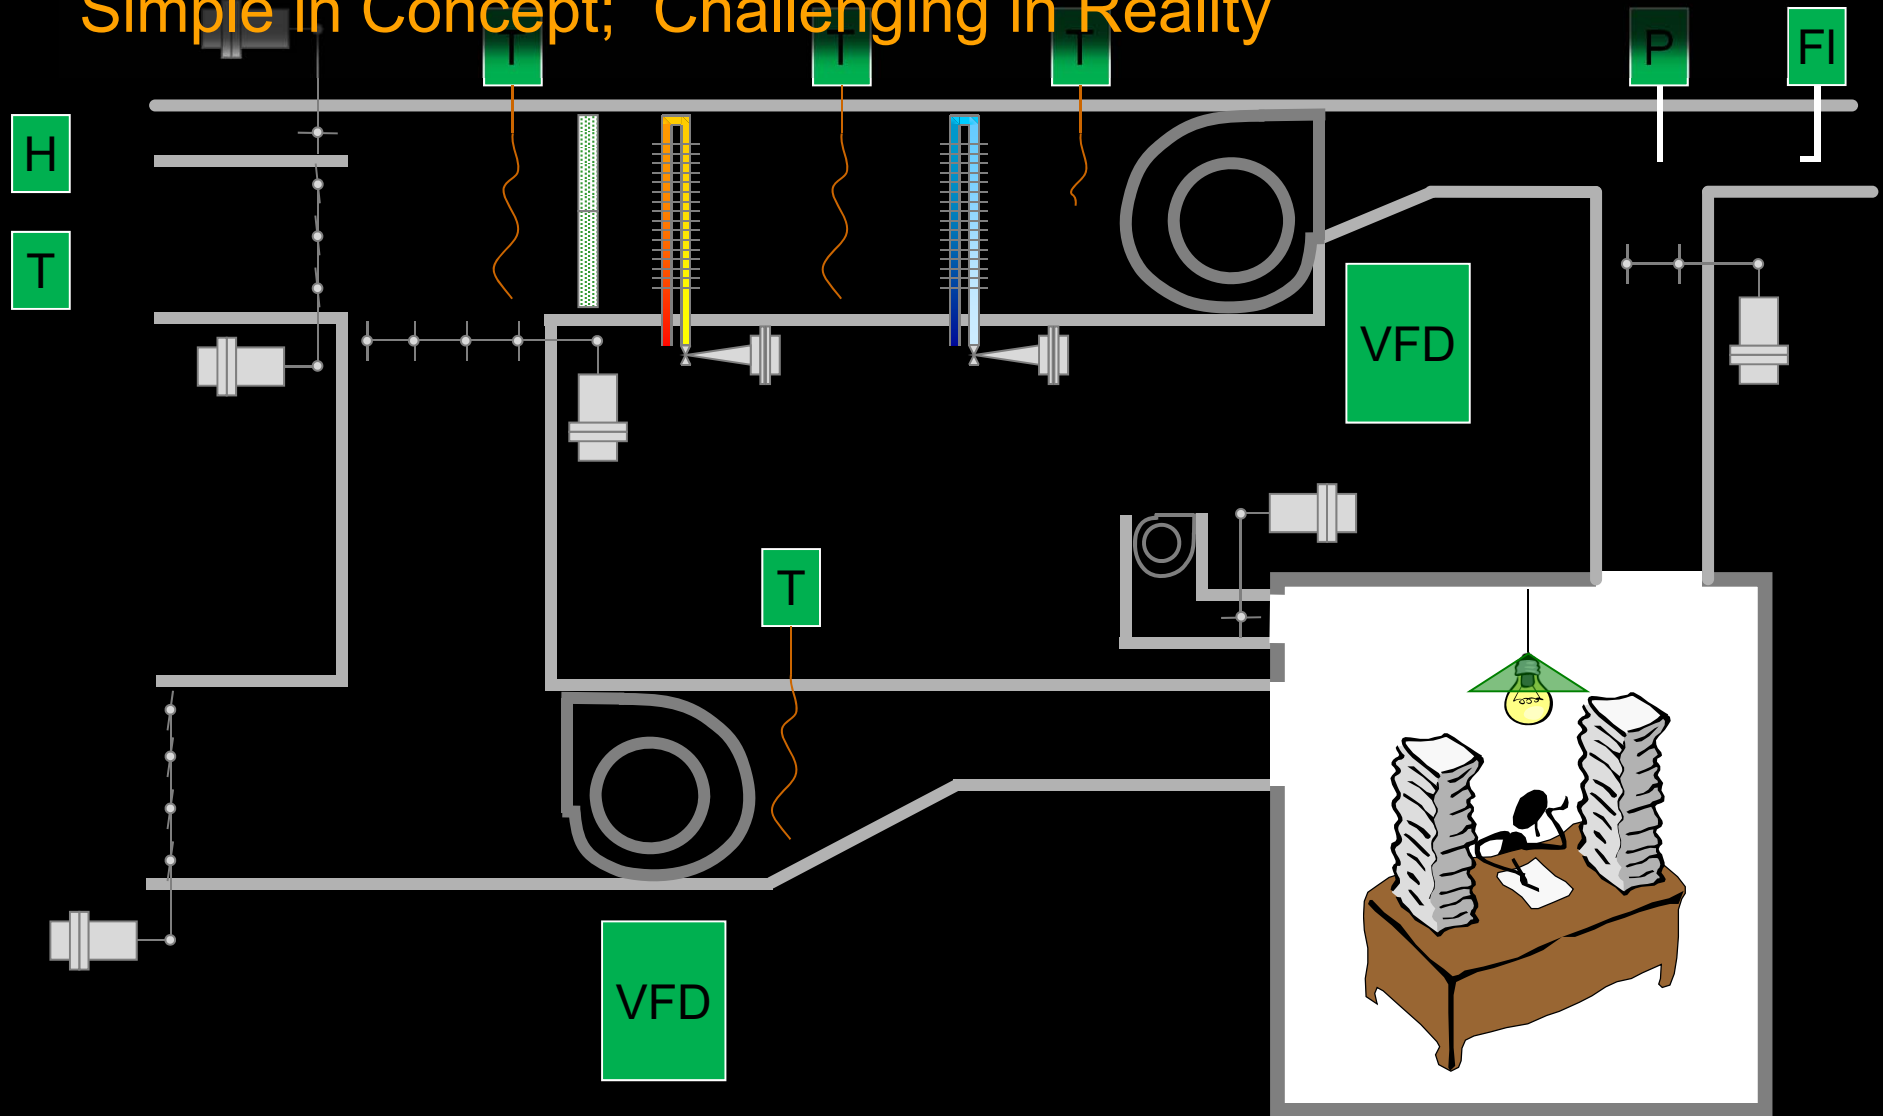 Simple in Concept; Challenging in Reality
T T T P FI
H
T
VFD
T
VFD